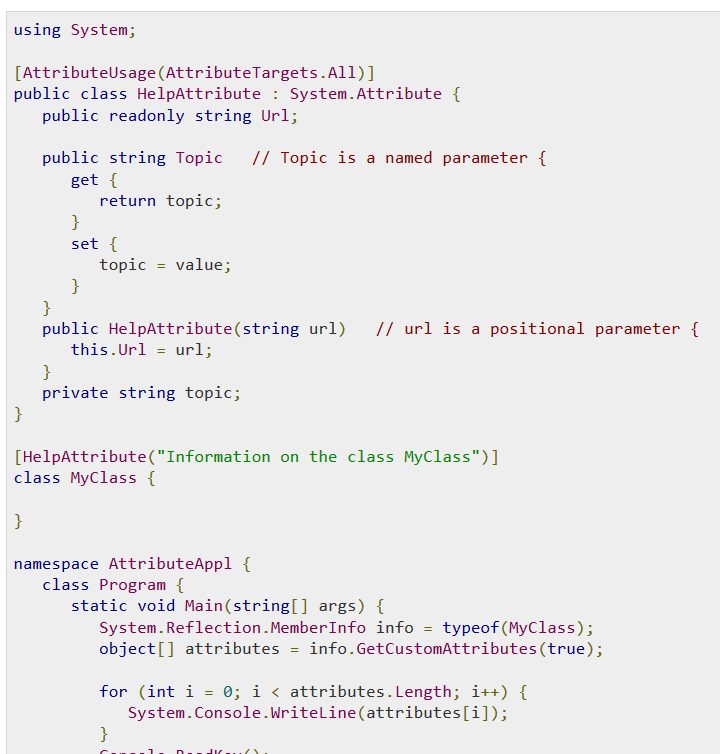 using System;

[AttributeUsage(AttributeTargets.All)]
public class HelpAttribute : System.Attribute {
   public readonly string Url;

   public string Topic   // Topic is a named parameter {
      get {
         return topic;
      }
      set {
         topic = value;
      }
   }
   public HelpAttribute(string url)   // url is a positional parameter {
      this.Url = url;
   }
   private string topic;
}

[HelpAttribute("Information on the class MyClass")]
class MyClass {

}

namespace AttributeAppl {
   class Program {
      static void Main(string[] args) {
         System.Reflection.MemberInfo info = typeof(MyClass);
         object[] attributes = info.GetCustomAttributes(true);

         for (int i = 0; i < attributes.Length; i++) {
            System.Console.WriteLine(attributes[i]);
         }
         Console.ReadKey();